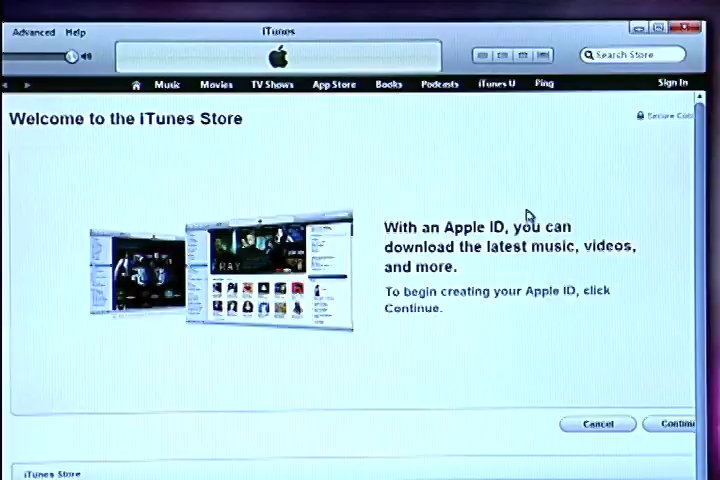 Advanced Help
iTunes
Search Store
Music Movies TV Shows App Store Books Podcasts iTunes U Ping Sign In
Welcome to the iTunes Store
Secure
With an Apple ID, you can
download the latest music, videos,
and more.
To begin creating your Apple ID, click
Continue.
Cancel
Continu
iTunes Store